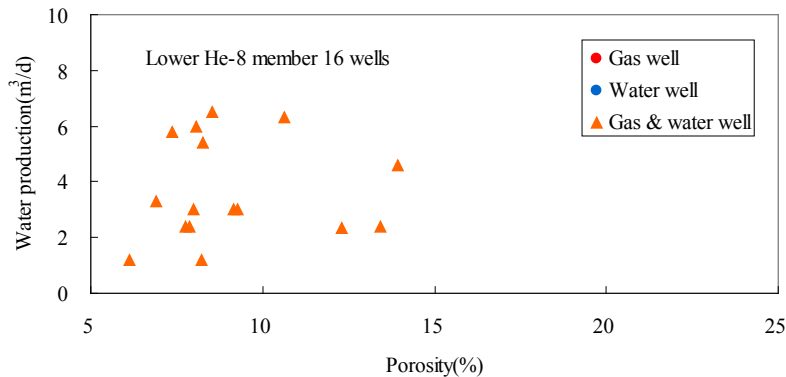 10
8
6
4
2
0
Water production(m³/d)
Lower He-8 member 16 wells
Gas well
Water well
Gas & water well
5 10 15 20 25
Porosity(%)